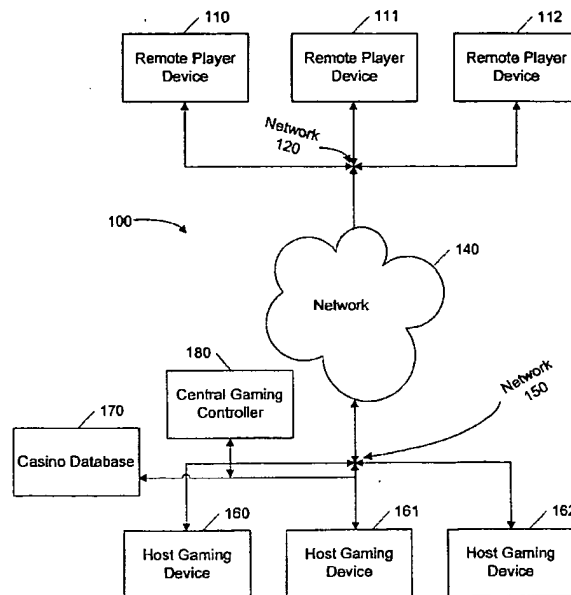 110
111
112
Remote Player
Device
Remote Player
Device
Remote Player
Device
Network
120
100
140
Network
180
Central Gaming
Controller
Network
150
170
Casino Database
160
161
162
Host Gaming
Device
Host Gaming
Device
Host Gaming
Device